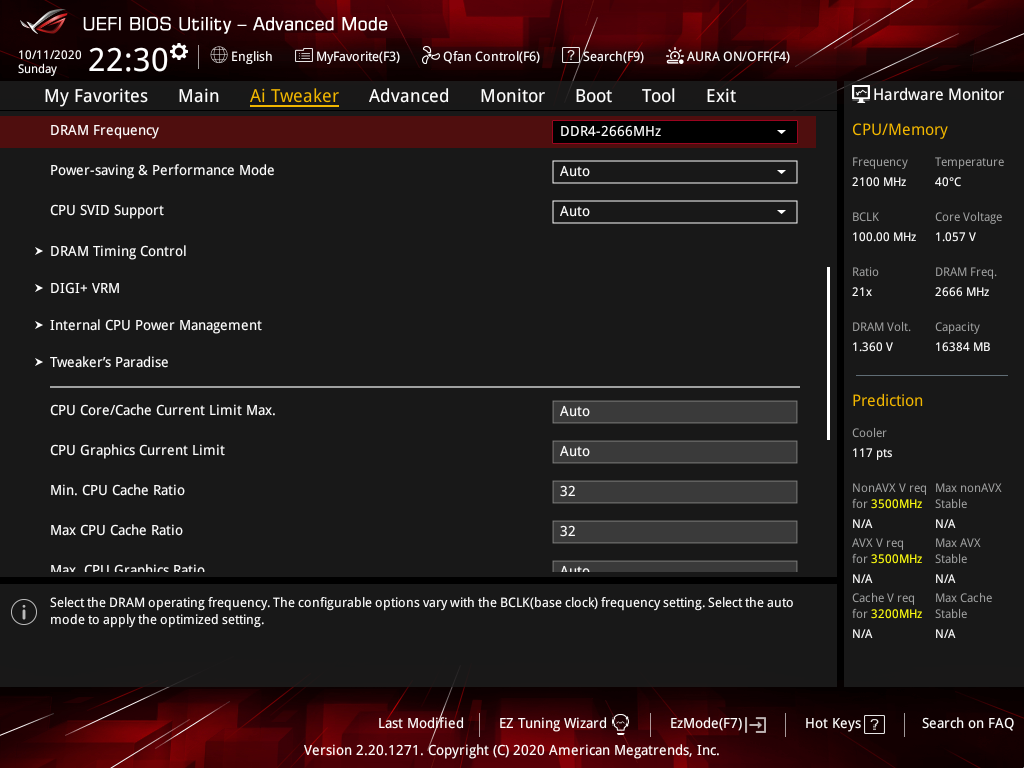 UEFI BIOS Utility – Advanced Mode
10/11/2020
Sunday
22:30
English
MyFavorite(F3)
Qfan Control(F6)
? Search(F9)
AURA ON/OFF(F4)
My Favorites
Main
Ai Tweaker
Advanced
Monitor
Boot
Tool
Exit
DRAM Frequency
DDR4-2666MHz
Power-saving & Performance Mode
Auto
CPU SVID Support
Auto
DRAM Timing Control
DIGI+ VRM
Internal CPU Power Management
Tweaker's Paradise
CPU Core/Cache Current Limit Max.
Auto
CPU Graphics Current Limit
Auto
Min. CPU Cache Ratio
32
Max CPU Cache Ratio
32
Max. CPU Graphics Ratio
Auto
Select the DRAM operating frequency. The configurable options vary with the BCLK(base clock) frequency setting. Select the auto
mode to apply the optimized setting.
Hardware Monitor
CPU/Memory
Frequency Temperature
2100 MHz 40°C
BCLK Core Voltage
100.00 MHz 1.057 V
Ratio DRAM Freq.
21x 2666 MHz
DRAM Volt. Capacity
1.360 V 16384 MB
Prediction
Cooler
117 pts
NonAVX V req Max nonAVX
for 3500MHz Stable
N/A N/A
AVX V req Max AVX
for 3500MHz Stable
N/A N/A
Cache V req Max Cache
for 3200MHz Stable
N/A N/A
Last Modified
EZ Tuning Wizard
EzMode(F7)
Hot Keys ?
Search on FAQ
Version 2.20.1271. Copyright (C) 2020 American Megatrends, Inc.